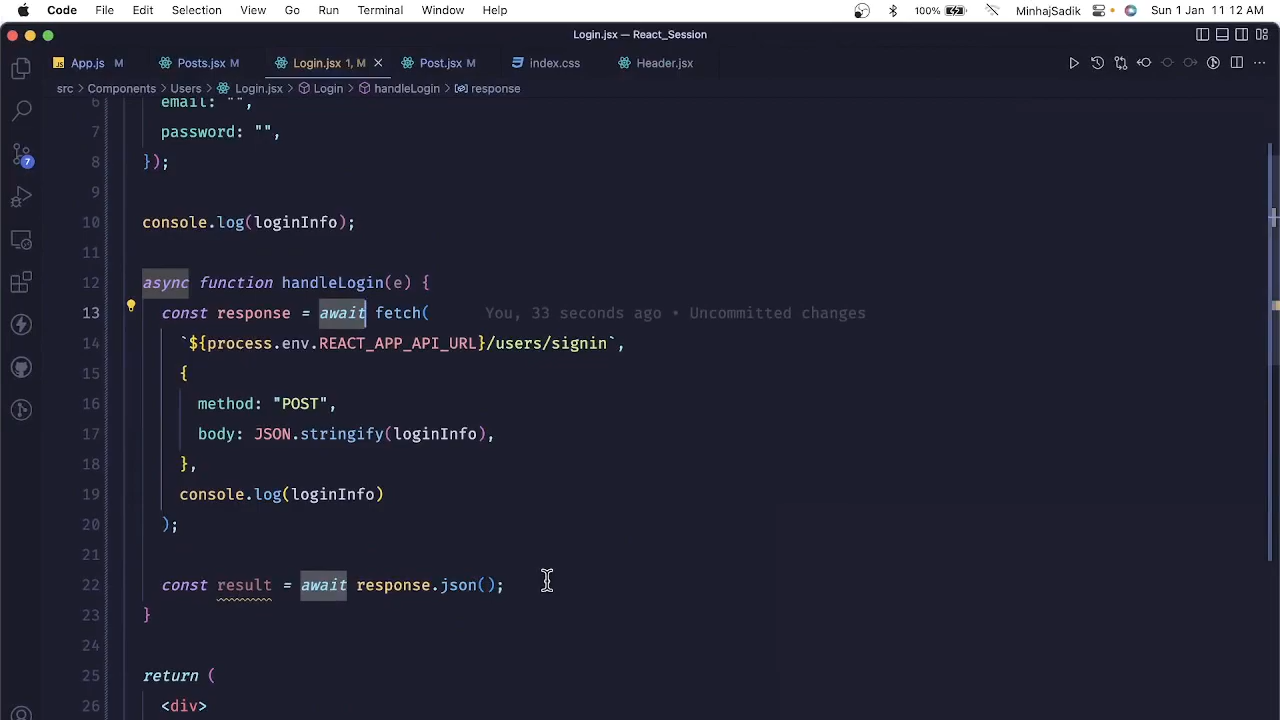 Code File Edit Selection View Go Run Terminal Window Help 100% MinhajSadik Sun 1 Jan 11:12 AM
Login.jsx — React_Session
App.js M Posts.jsx M Login.jsx 1, M Post.jsx M Index.css Header.jsx
src > Components > Users > Login.jsx > Login > handleLogin > response
6 email: "",
7 password: "",
8 });
9
10 console.log(loginInfo);
11
12 async function handleLogin(e) {
13 const response = await fetch( You, 33 seconds ago • Uncommitted changes
14 `${process.env.REACT_APP_API_URL}/users/signin`,
15 {
16 method: "POST",
17 body: JSON.stringify(loginInfo),
18 },
19 console.log(loginInfo)
20 );
21
22 const result = await response.json();
23 }
24
25 return (
26 <div>
7